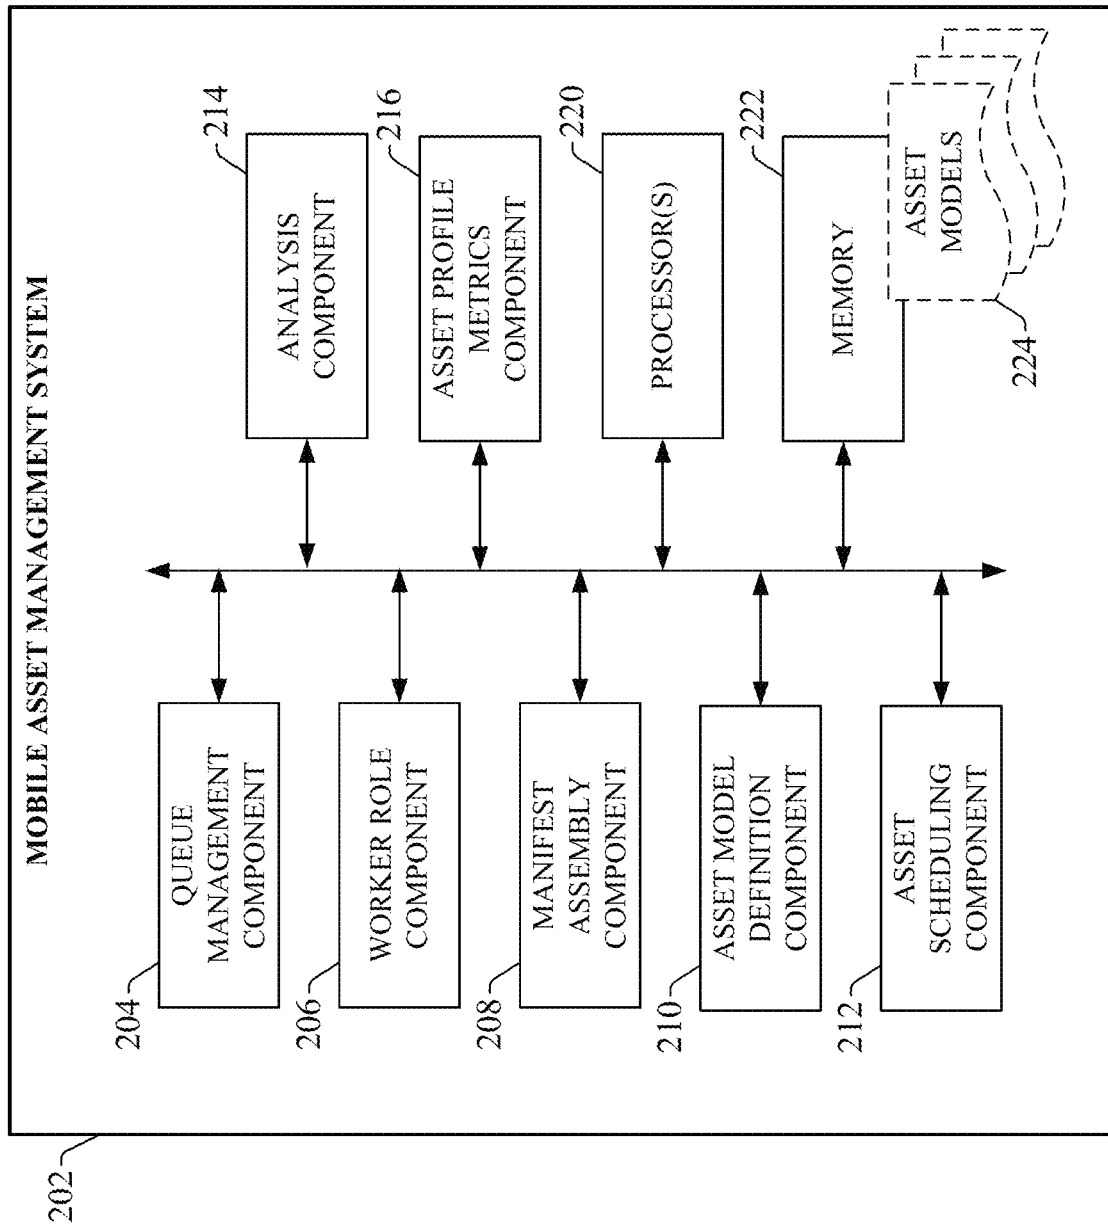 MOBILE ASSET MANAGEMENT SYSTEM
202
204
QUEUE
MANAGEMENT
COMPONENT
206
WORKER ROLE
COMPONENT
208
MANIFEST
ASSEMBLY
COMPONENT
210
ASSET MODEL
DEFINITION
COMPONENT
212
ASSET
SCHEDULING
COMPONENT
214
ANALYSIS
COMPONENT
216
ASSET PROFILE
METRICS
COMPONENT
220
PROCESSOR(S)
222
MEMORY
ASSET
MODELS
224